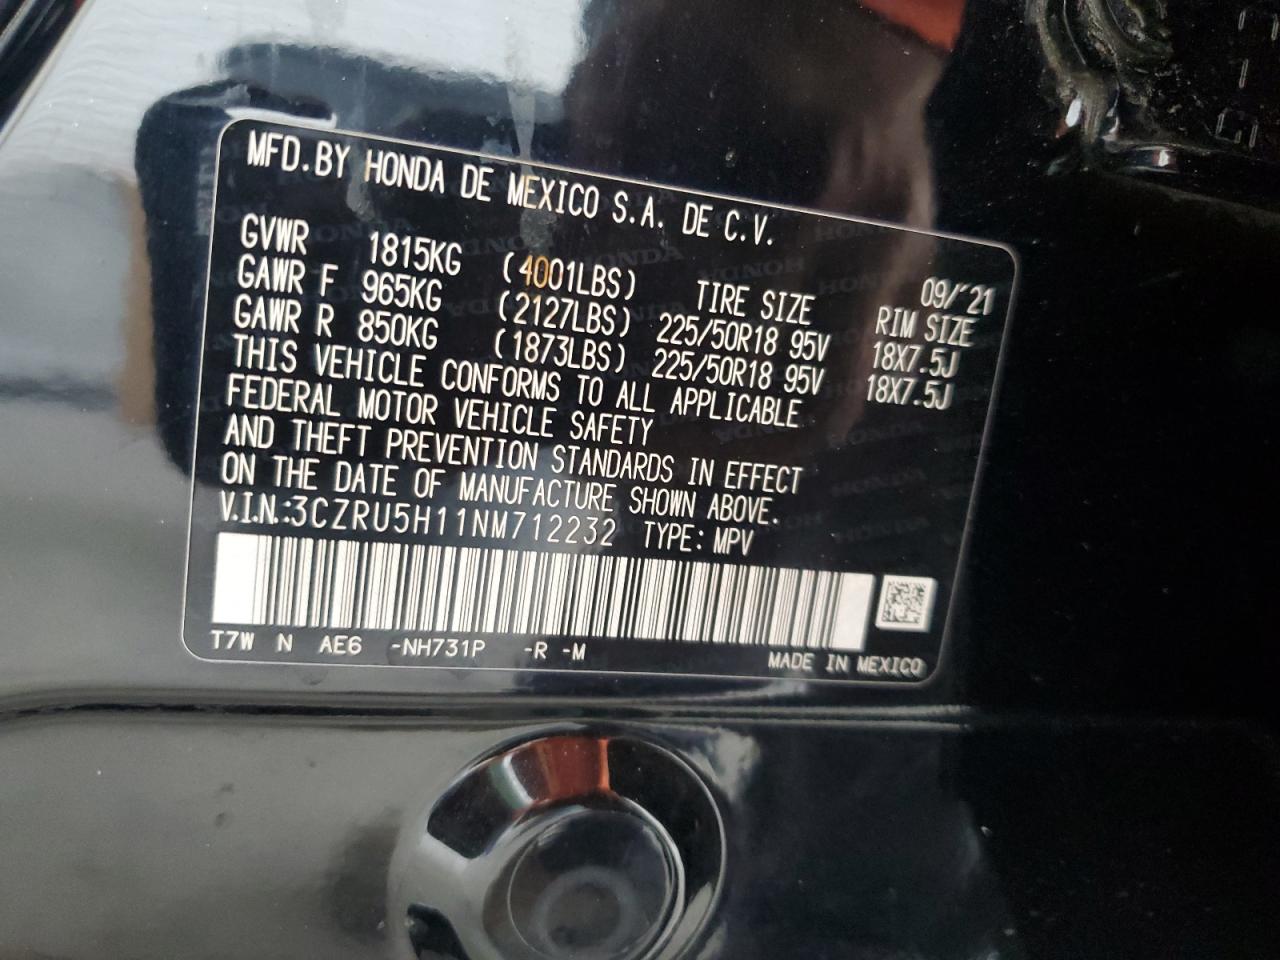 MFD.BY HONDA DE MEXICO S.A. DE C.V.
09/'21
GVWR 1815KG (4001LBS) TIRE SIZE RIM SIZE
GAWR F 965KG (2127LBS) 225/50R18 95V 18X7.5J
GAWR R 850KG (1873LBS) 225/50R18 95V 18X7.5J
THIS VEHICLE CONFORMS TO ALL APPLICABLE
FEDERAL MOTOR VEHICLE SAFETY
AND THEFT PREVENTION STANDARDS IN EFFECT
ON THE DATE OF MANUFACTURE SHOWN ABOVE.
V.I.N.:3CZRU5H11NM712232 TYPE: MPV
T7W N AE6 -NH731P -R -M
MADE IN MEXICO